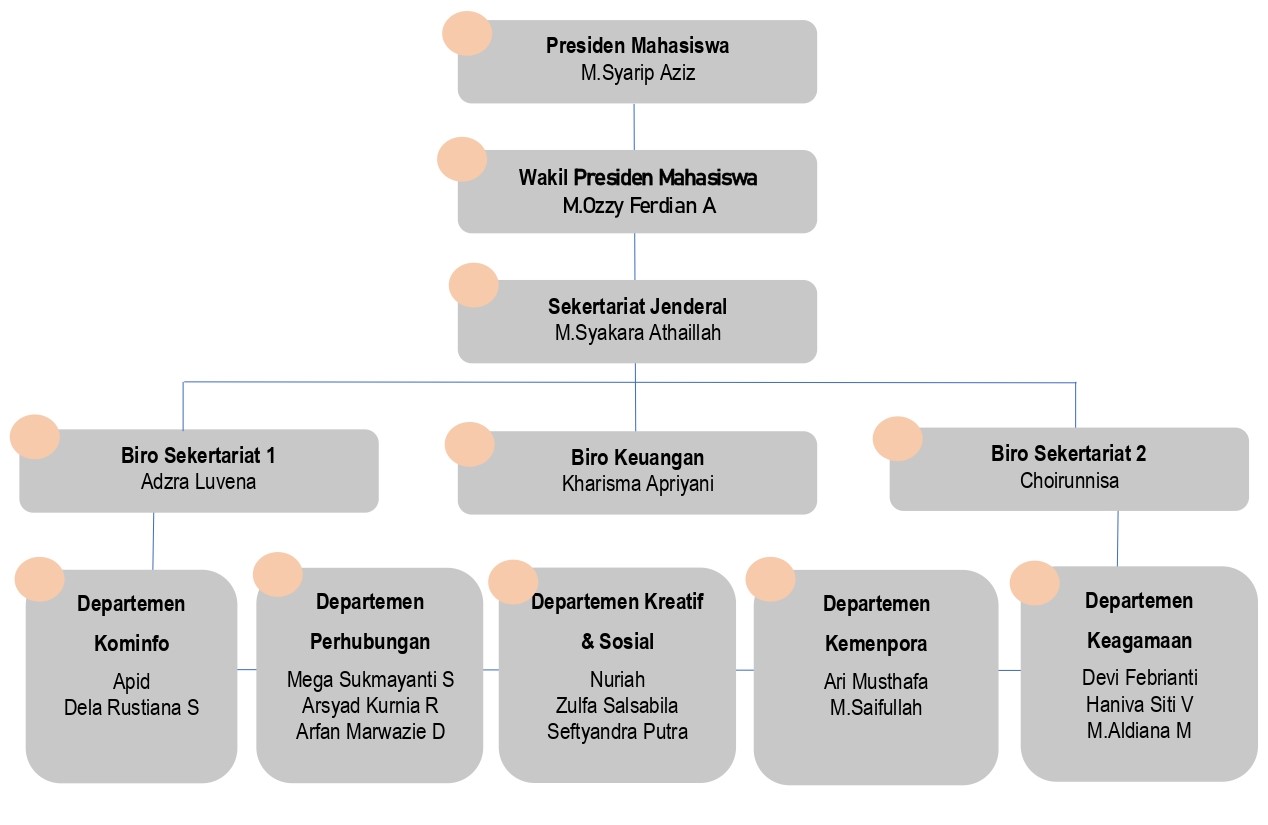 Presiden Mahasiswa
M.Syarip Aziz
Wakil Presiden Mahasiswa
M.Ozzy Ferdian A
Sekertariat Jenderal
M.Syakara Athaillah
Biro Sekertariat 1
Adzra Luvena
Biro Keuangan
Kharisma Apriyani
Biro Sekertariat 2
Choirunnisa
Departemen
Kominfo
Apid
Dela Rustiana S
Departemen
Perhubungan
Mega Sukmayanti S
Arsyad Kurnia R
Arfan Marwazie D
Departemen Kreatif
& Sosial
Nuriah
Zulfa Salsabila
Seftyandra Putra
Departemen
Kemenpora
Ari Musthafa
M.Saifullah
Departemen
Keagamaan
Devi Febrianti
Haniva Siti V
M.Aldiana M